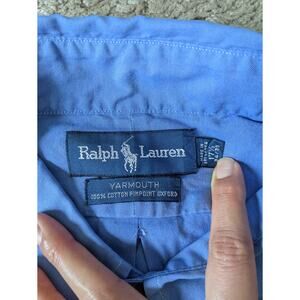 Ralph Lauren
YARMOUTH
100% COTTON PINPOINT OXFORD